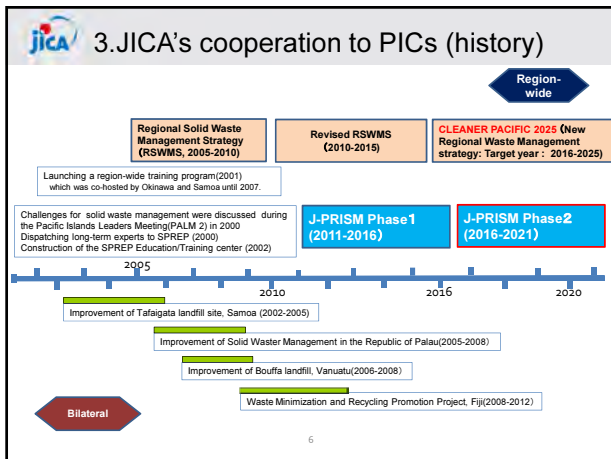 jica
3.JICA's cooperation to PICs (history)
Region-
wide
Regional Solid Waste
Management Strategy
(RSWMS, 2005-2010)
Revised RSWMS
(2010-2015)
CLEANER PACIFIC 2025 (New
Regional Waste Management
strategy: Target year : 2016-2025)
Launching a region-wide training program(2001)
which was co-hosted by Okinawa and Samoa until 2007.
Challenges for solid waste management were discussed during
the Pacific Islands Leaders Meeting(PALM 2) in 2000
Dispatching long-term experts to SPREP (2000)
Construction of the SPREP Education/Training center (2002)
J-PRISM Phase1
(2011-2016)
J-PRISM Phase2
(2016-2021)
2005
2010
2016
2020
Improvement of Tafaigata landfill site, Samoa (2002-2005)
Improvement of Solid Waster Management in the Republic of Palau(2005-2008)
Improvement of Bouffa landfill, Vanuatu(2006-2008)
Waste Minimization and Recycling Promotion Project, Fiji(2008-2012)
Bilateral
6